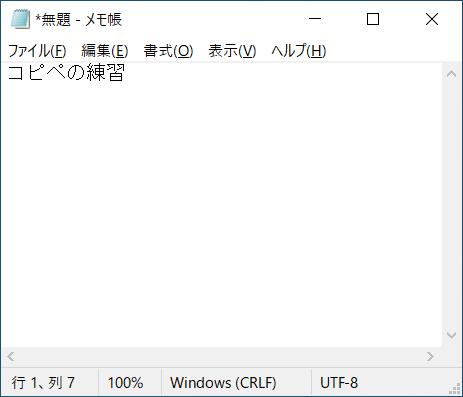 *無題 - メモ帳
ファイル(F) 編集(E) 書式(O) 表示(V) ヘルプ(H)
コピペの練習
行 1、列 7 100% Windows (CRLF) UTF-8